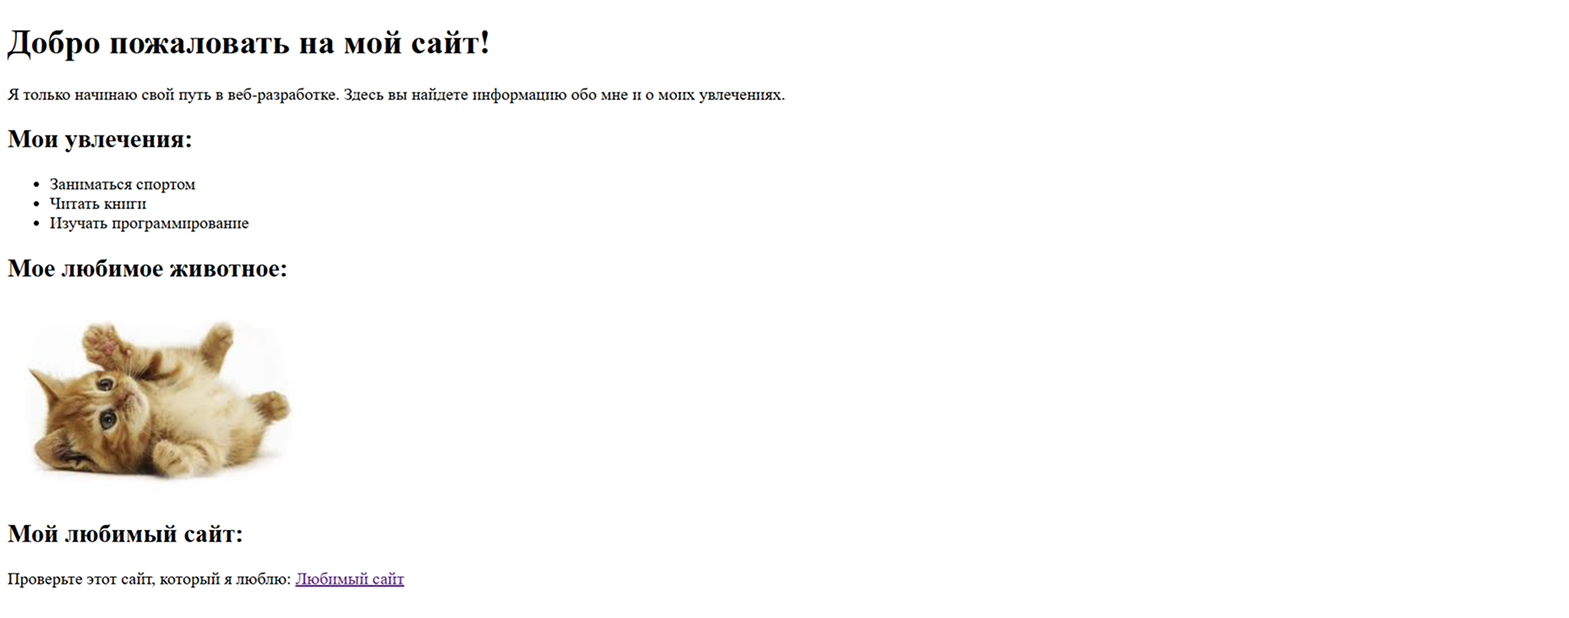 Добро пожаловать на мой сайт!
Я только начинаю свой путь в веб-разработке. Здесь вы найдете информацию обо мне и о моих увлечениях.
Мои увлечения:
• Заниматься спортом
• Читать книги
• Изучать программирование
Мое любимое животное:
Мой любимый сайт:
Проверьте этот сайт, который я люблю: Любимый сайт